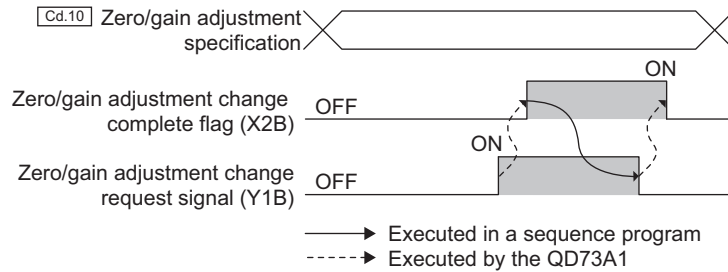 Cd.10 Zero/gain adjustment
specification
ON
Zero/gain adjustment change
complete flag (X2B)
OFF
ON
Zero/gain adjustment change
request signal (Y1B)
OFF
Executed in a sequence program
Executed by the QD73A1